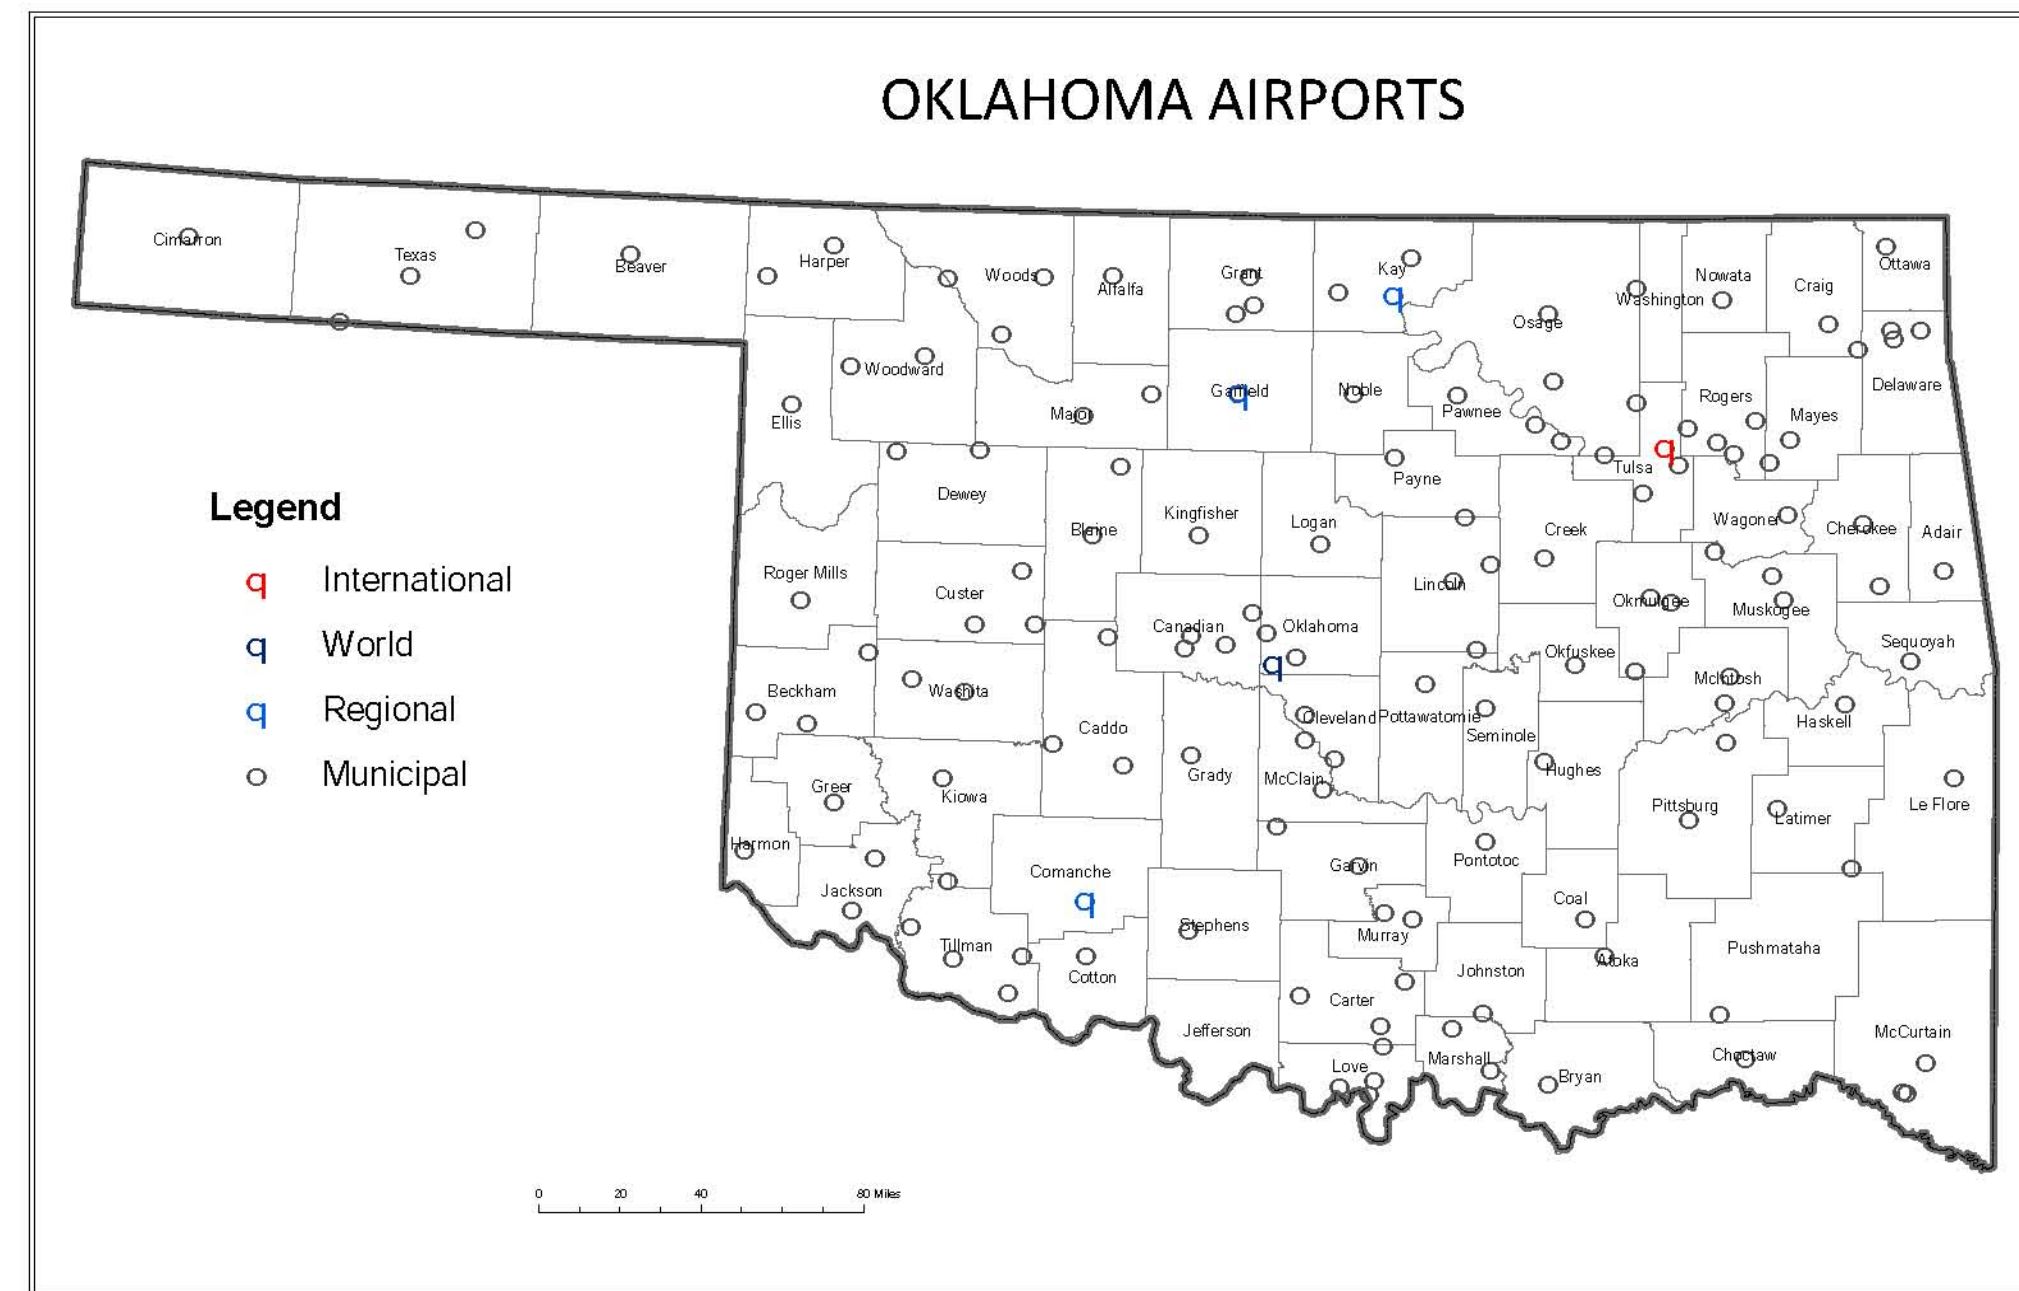 OKLAHOMA AIRPORTS
Cimarron
Texas
Beaver
Harper
Woods
Alfalfa
Grant
Kay
Osage
Washington
Nowata
Craig
Ottawa
Ellis
Woodward
Major
Garfield
Noble
Pawnee
Rogers
Mayes
Delaware
Dewey
Blaine
Kingfisher
Logan
Payne
Creek
Tulsa
Wagoner
Cherokee
Adair
Roger Mills
Custer
Canadian
Oklahoma
Lincoln
Okfuskee
Okmulgee
Muskogee
Sequoyah
Beckham
Washita
Caddo
Grady
McClain
Cleveland
Pottawatomie
Seminole
Hughes
McIntosh
Haskell
Pittsburg
Latimer
Le Flore
Greer
Kiowa
Harmon
Jackson
Comanche
Garvin
Pontotoc
Coal
Tillman
Cotton
Stephens
Murray
Johnston
Atoka
Pushmataha
Jefferson
Carter
Love
Marshall
Bryan
Choctaw
McCurtain
Legend
q International
q World
q Regional
Municipal
0 20 40 80 Miles
q
q
q
q
q